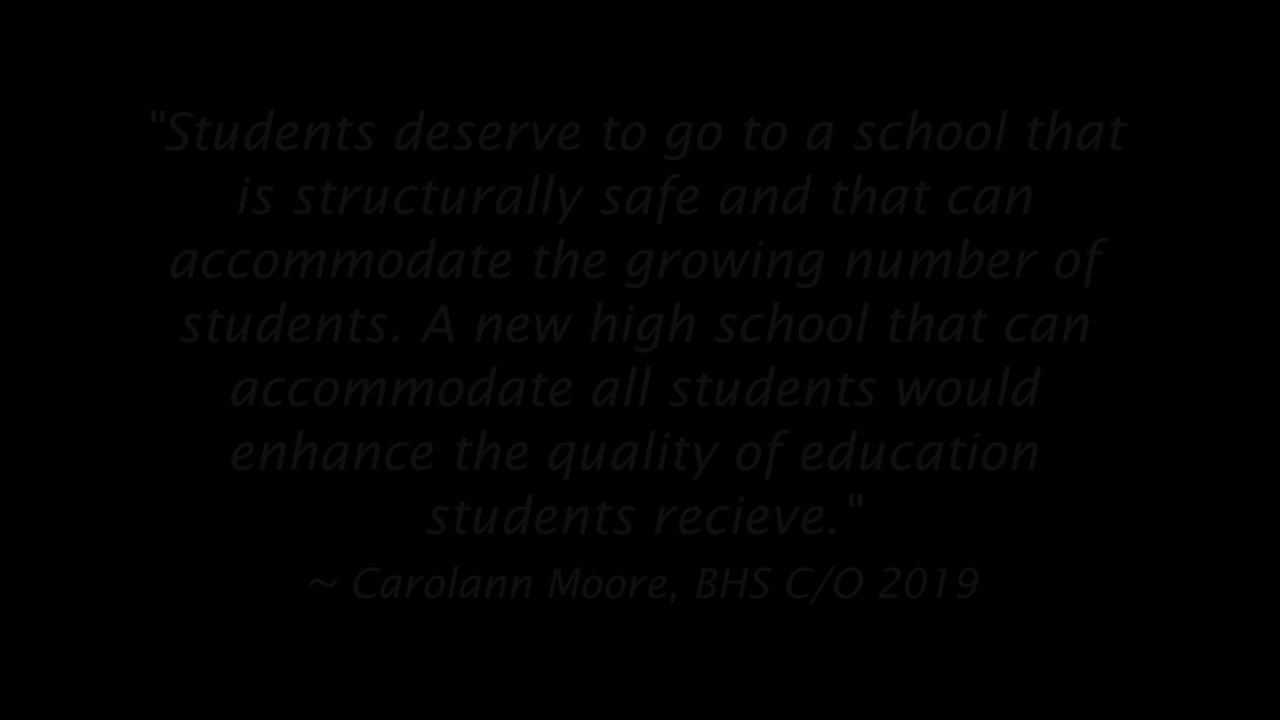 "Students deserve to go to a school that
is structurally safe and that can
accommodate the growing number of
students. A new high school that can
accommodate all students would
enhance the quality of education
students recieve."
~ Carolann Moore, BHS C/O 2019